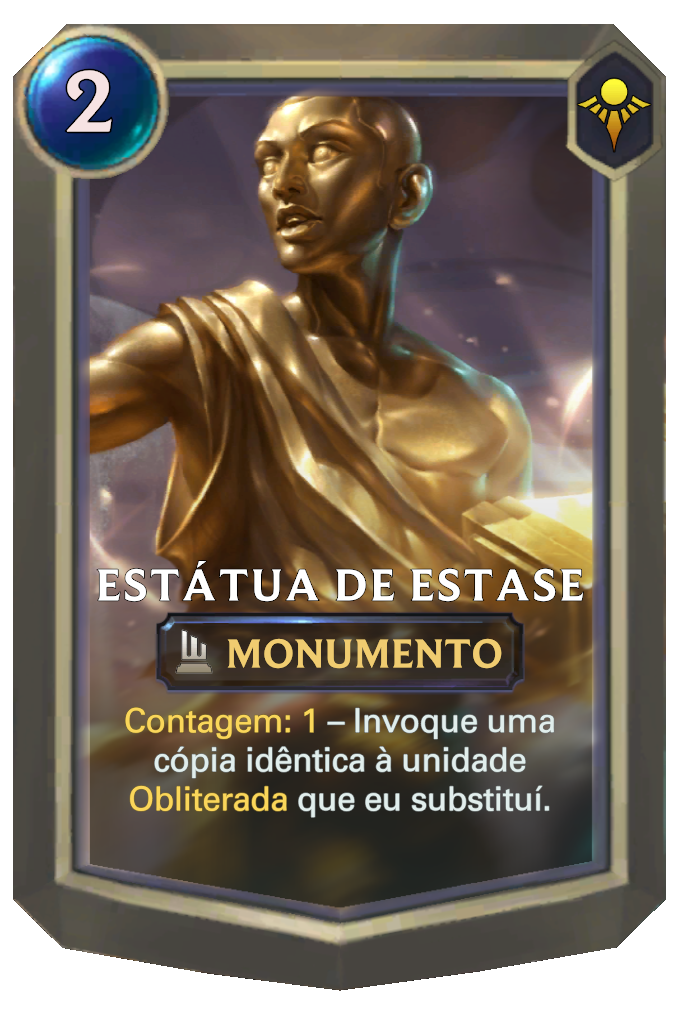 2
ESTÁTUA DE ESTASE
MONUMENTO
Contagem: 1 – Invoque uma
cópia idêntica à unidade
Obliterada que eu substituí.